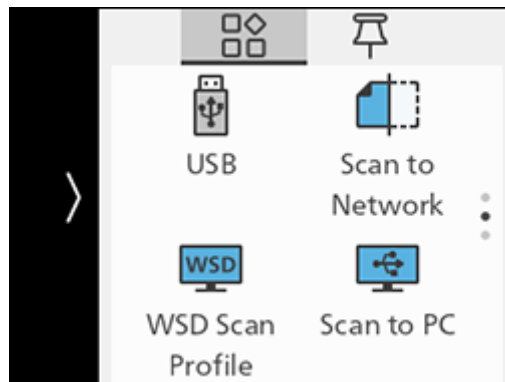 USB
Scan to
Network
WSD
WSD Scan
Profile
Scan to PC